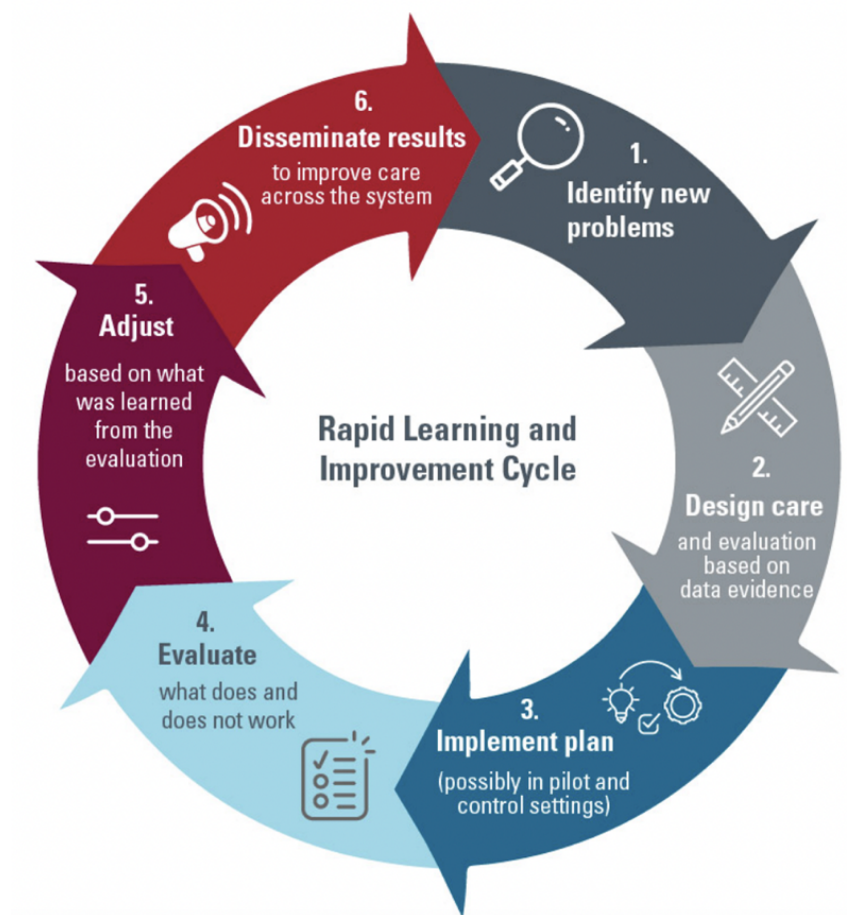 Rapid Learning and
Improvement Cycle
1.
Identify new
problems
2.
Design care
and evaluation
based on
data evidence
3.
Implement plan
(possibly in pilot and
control settings)
4.
Evaluate
what does and
does not work
5.
Adjust
based on what
was learned
from the
evaluation
6.
Disseminate results
to improve care
across the system